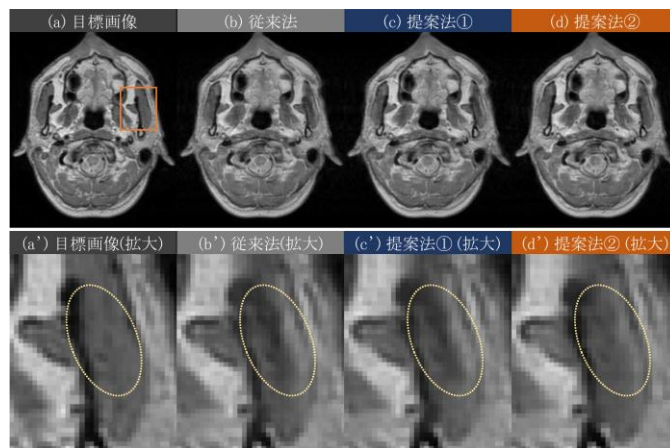 (a) 目標画像
(b) 従来法
(c) 提案法①
(d) 提案法②
(a') 目標画像(拡大)
(b') 従来法(拡大)
(c') 提案法① (拡大)
(d') 提案法② (拡大)